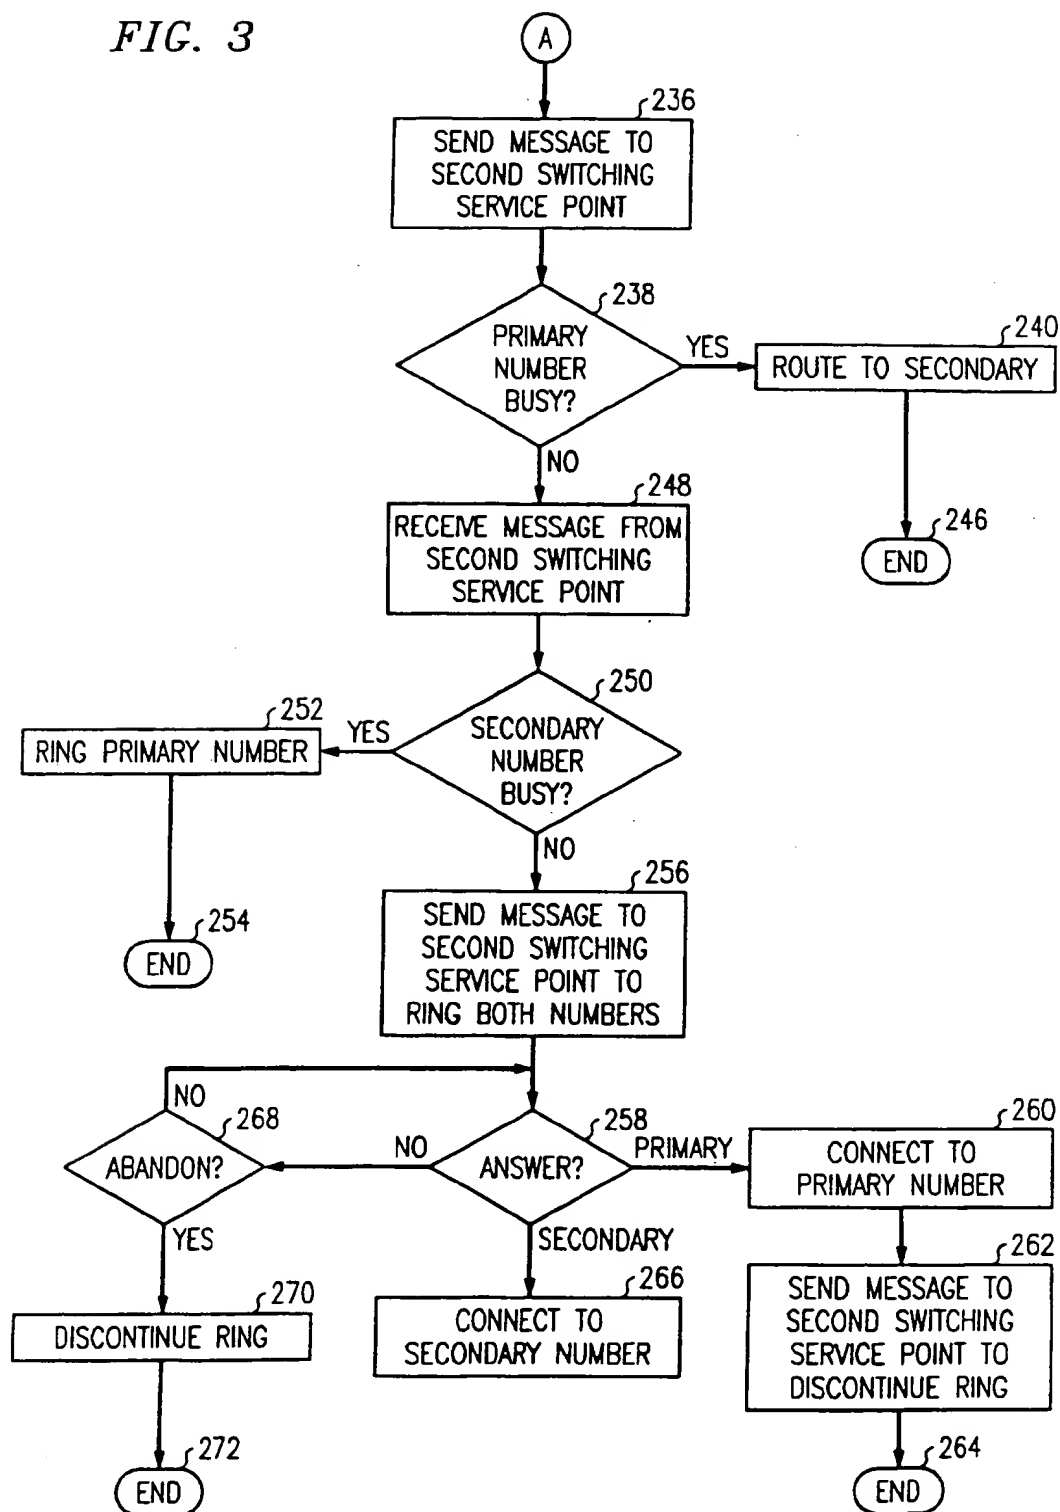 FIG. 3
A
236
SEND MESSAGE TO
SECOND SWITCHING
SERVICE POINT
238
PRIMARY
NUMBER
BUSY?
YES
240
ROUTE TO SECONDARY
NO
246
END
248
RECEIVE MESSAGE FROM
SECOND SWITCHING
SERVICE POINT
250
SECONDARY
NUMBER
BUSY?
YES
252
RING PRIMARY NUMBER
254
END
NO
256
SEND MESSAGE TO
SECOND SWITCHING
SERVICE POINT TO
RING BOTH NUMBERS
258
ANSWER?
NO
268
ABANDON?
NO
YES
270
DISCONTINUE RING
272
END
SECONDARY
266
CONNECT TO
SECONDARY NUMBER
PRIMARY
260
CONNECT TO
PRIMARY NUMBER
262
SEND MESSAGE TO
SECOND SWITCHING
SERVICE POINT TO
DISCONTINUE RING
264
END